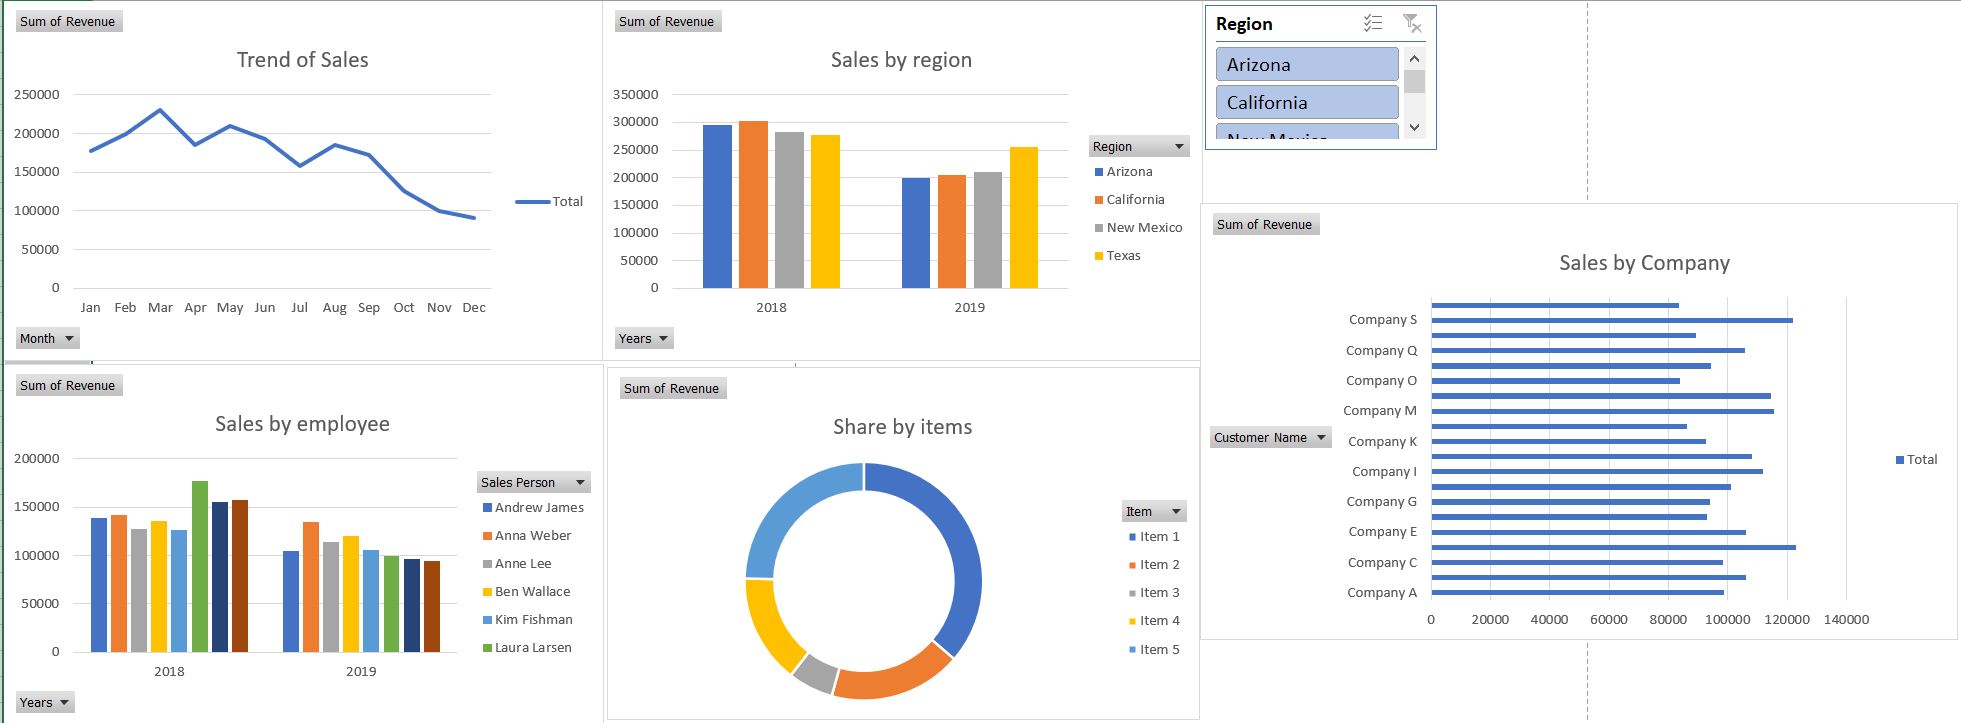 Sum of Revenue
Trend of Sales
250000
200000
150000
100000
50000
0
Jan Feb Mar Apr May Jun Jul Aug Sep Oct Nov Dec
Total
Month
Sum of Revenue
Sales by region
350000
300000
250000
200000
150000
100000
50000
0
2018 2019
Region
Arizona
California
New Mexico
Texas
Years
Region
Arizona
California
New Mexico
Sum of Revenue
Sales by Company
Customer Name
Company S
Company Q
Company O
Company M
Company K
Company I
Company G
Company E
Company C
Company A
0 20000 40000 60000 80000 100000 120000 140000
Total
Sum of Revenue
Sales by employee
200000
150000
100000
50000
0
2018 2019
Sales Person
Andrew James
Anna Weber
Anne Lee
Ben Wallace
Kim Fishman
Laura Larsen
Years
Sum of Revenue
Share by items
Item
Item 1
Item 2
Item 3
Item 4
Item 5